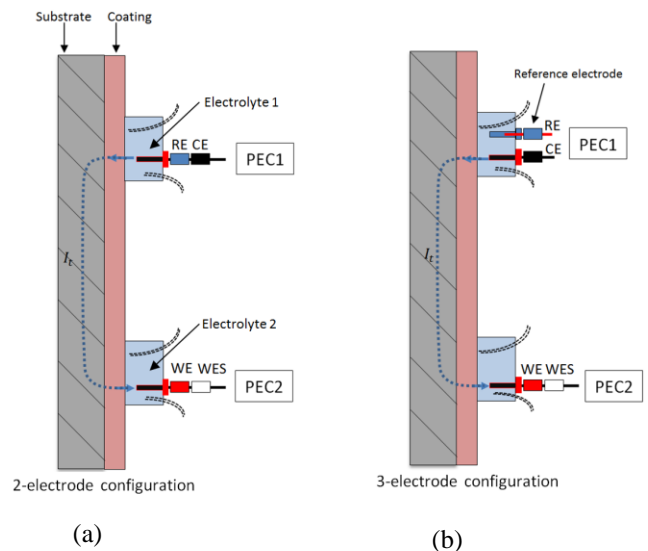 Substrate Coating
Electrolyte 1
RE CE
PEC1
It
Electrolyte 2
WE WES
PEC2
2-electrode configuration
(a)
Reference electrode
RE
PEC1
CE
It
WE WES
PEC2
3-electrode configuration
(b)